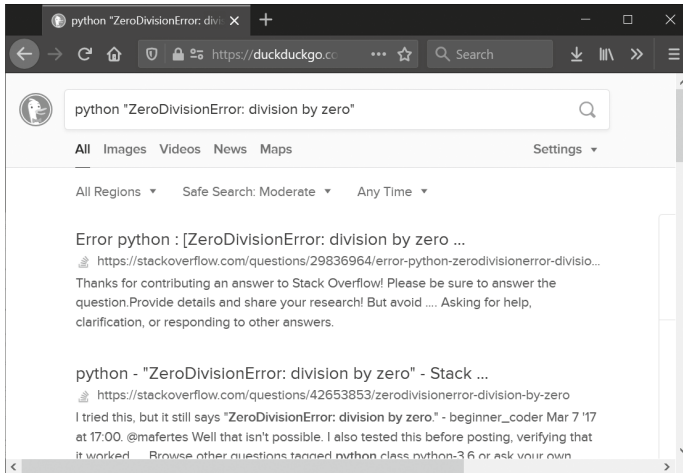 python "ZeroDivisionError: divis
https://duckduckgo.co
Search
python "ZeroDivisionError: division by zero"
All Images Videos News Maps Settings
All Regions Safe Search: Moderate Any Time
Error python : [ZeroDivisionError: division by zero ...
https://stackoverflow.com/questions/29836964/error-python-zerodivisionerror-divisio...
Thanks for contributing an answer to Stack Overflow! Please be sure to answer the
question.Provide details and share your research! But avoid .... Asking for help,
clarification, or responding to other answers.
python - "ZeroDivisionError: division by zero" - Stack ...
https://stackoverflow.com/questions/42653853/zerodivisionerror-division-by-zero
I tried this, but it still says "ZeroDivisionError: division by zero." - beginner_coder Mar 7 '17
at 17:00. @mafertes Well that isn't possible. I also tested this before posting, verifying that
it worked ... Browse other questions tagged python class python-3.6 or ask your own